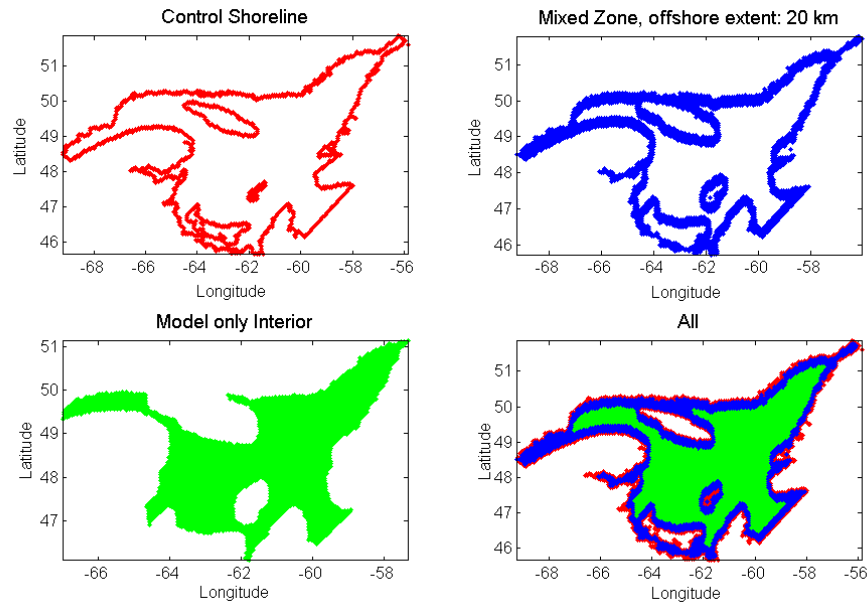 Control Shoreline
51
50
49
48
47
46
Latitude
-68 -66 -64 -62 -60 -58 -56
Longitude
Mixed Zone, offshore extent: 20 km
51
50
49
48
47
46
Latitude
-68 -66 -64 -62 -60 -58
Longitude
Model only Interior
51
50
49
48
47
Latitude
-66 -64 -62 -60 -58
Longitude
All
51
50
49
48
47
46
Latitude
-68 -66 -64 -62 -60 -58 -56
Longitude